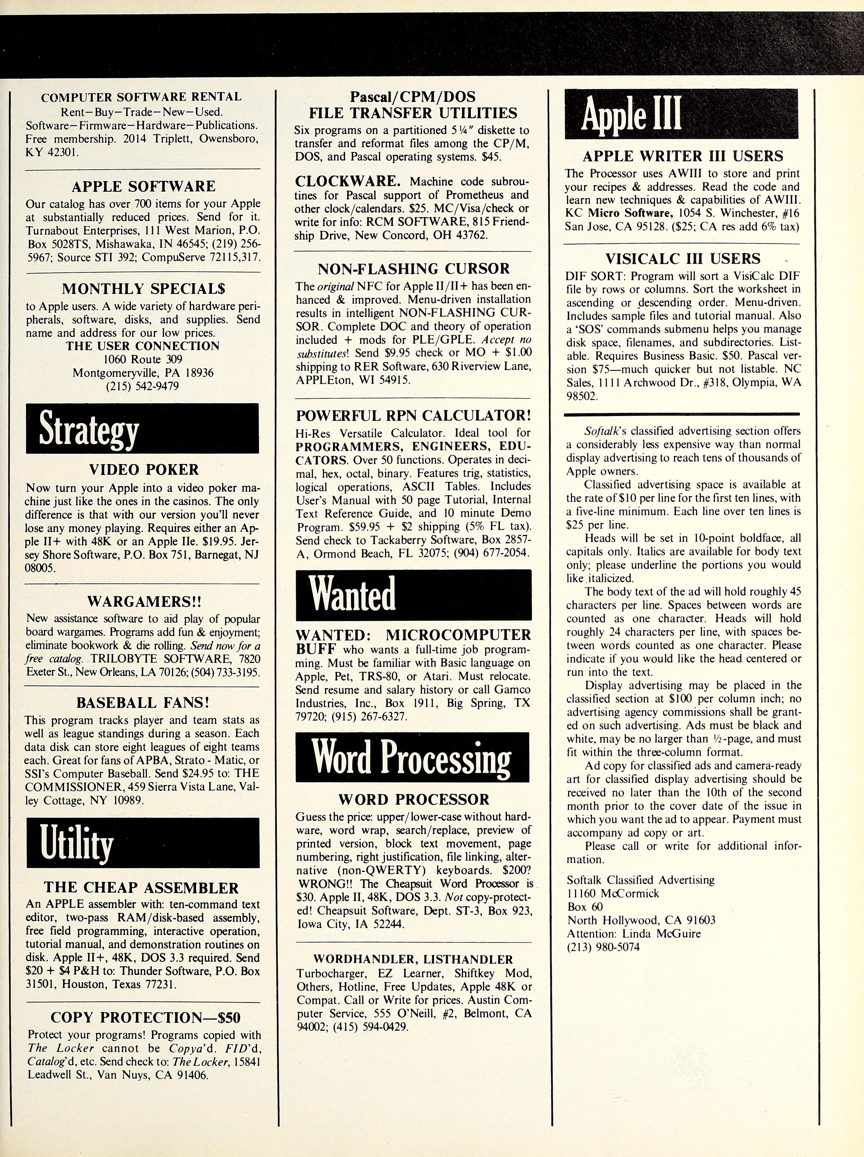 COMPUTER SOFTWARE RENTAL
Rent—Buy—Trade—New—Used.
Software—Firmware—Hardware—Publications.
Free membership. 2014 Triplett, Owensboro,
KY 42301.
APPLE SOFTWARE
Our catalog has over 700 items for your Apple
at substantially reduced prices. Send for it.
Turnabout Enterprises, 111 West Marion, P.O.
Box 5028TS, Mishawaka, IN 46545; (219) 256-
5967; Source STI 392; CompuServe 72115,317.
MONTHLY SPECIAL$
to Apple users. A wide variety of hardware peri-
pherals, software, disks, and supplies. Send
name and address for our low prices.
THE USER CONNECTION
1060 Route 309
Montgomeryville, PA 18936
(215) 542-9479
Strategy
VIDEO POKER
Now turn your Apple into a video poker ma-
chine just like the ones in the casinos. The only
difference is that with our version you'll never
lose any money playing. Requires either an Ap-
ple II+ with 48K or an Apple IIe. $19.95. Jer-
sey Shore Software, P.O. Box 751, Barnegat, NJ
08005.
WARGAMERS!!
New assistance software to aid play of popular
board wargames. Programs add fun & enjoyment;
eliminate bookwork & die rolling. Send now for a
free catalog. TRILOBYTE SOFTWARE, 7820
Exeter St., New Orleans, LA 70126; (504) 733-3195.
BASEBALL FANS!
This program tracks player and team stats as
well as league standings during a season. Each
data disk can store eight leagues of eight teams
each. Great for fans of APBA, Strato - Matic, or
SSI's Computer Baseball. Send $24.95 to: THE
COMMISSIONER, 459 Sierra Vista Lane, Val-
ley Cottage, NY 10989.
Utility
THE CHEAP ASSEMBLER
An APPLE assembler with: ten-command text
editor, two-pass RAM/disk-based assembly,
free field programming, interactive operation,
tutorial manual, and demonstration routines on
disk. Apple II+, 48K, DOS 3.3 required. Send
$20 + $4 P&H to: Thunder Software, P.O. Box
31501, Houston, Texas 77231.
COPY PROTECTION—$50
Protect your programs! Programs copied with
The Locker cannot be Copya'd. FID'd,
Catalog'd, etc. Send check to: The Locker, 15841
Leadwell St., Van Nuys, CA 91406.
Pascal/CPM/DOS
FILE TRANSFER UTILITIES
Six programs on a partitioned 5¼" diskette to
transfer and reformat files among the CP/M,
DOS, and Pascal operating systems. $45.
CLOCKWARE. Machine code subrou-
tines for Pascal support of Prometheus and
other clock/calendars. $25. MC/Visa/check or
write for info: RCM SOFTWARE, 815 Friend-
ship Drive, New Concord, OH 43762.
NON-FLASHING CURSOR
The original NFC for Apple II/II+ has been en-
hanced & improved. Menu-driven installation
results in intelligent NON-FLASHING CUR-
SOR. Complete DOC and theory of operation
included + mods for PLE/GPLE. Accept no
substitutes! Send $9.95 check or MO + $1.00
shipping to RER Software, 630 Riverview Lane,
APPLEton, WI 54915.
POWERFUL RPN CALCULATOR!
Hi-Res Versatile Calculator. Ideal tool for
PROGRAMMERS, ENGINEERS, EDU-
CATORS. Over 50 functions. Operates in deci-
mal, hex, octal, binary. Features trig, statistics,
logical operations, ASCII Tables. Includes
User's Manual with 50 page Tutorial, Internal
Text Reference Guide, and 10 minute Demo
Program. $59.95 + $2 shipping (5% FL tax).
Send check to Tackaberry Software, Box 2857-
A, Ormond Beach, FL 32075; (904) 677-2054.
Wanted
WANTED: MICROCOMPUTER
BUFF who wants a full-time job program-
ming. Must be familiar with Basic language on
Apple, Pet, TRS-80, or Atari. Must relocate.
Send resume and salary history or call Gamco
Industries, Inc., Box 1911, Big Spring, TX
79720; (915) 267-6327.
Word Processing
WORD PROCESSOR
Guess the price: upper/lower-case without hard-
ware, word wrap, search/replace, preview of
printed version, block text movement, page
numbering, right justification, file linking, alter-
native (non-QWERTY) keyboards. $200?
WRONG!! The Cheapsuit Word Processor is
$30. Apple II, 48K, DOS 3.3. Not copy-protect-
ed! Cheapsuit Software, Dept. ST-3, Box 923,
Iowa City, IA 52244.
WORDHANDLER, LISTHANDLER
Turbocharger, EZ Learner, Shiftkey Mod,
Others, Hotline, Free Updates, Apple 48K or
Compat. Call or Write for prices. Austin Com-
puter Service, 555 O'Neill, #2, Belmont, CA
94002; (415) 594-0429.
Apple III
APPLE WRITER III USERS
The Processor uses AWIII to store and print
your recipes & addresses. Read the code and
learn new techniques & capabilities of AWIII.
KC Micro Software, 1054 S. Winchester, #16
San Jose, CA 95128. ($25; CA res add 6% tax)
VISICALC III USERS
DIF SORT: Program will sort a VisiCalc DIF
file by rows or columns. Sort the worksheet in
ascending or descending order. Menu-driven.
Includes sample files and tutorial manual. Also
a 'SOS' commands submenu helps you manage
disk space, filenames, and subdirectories. List-
able. Requires Business Basic. $50. Pascal ver-
sion $75—much quicker but not listable. NC
Sales, 1111 Archwood Dr., #318, Olympia, WA
98502.
Softalk's classified advertising section offers
a considerably less expensive way than normal
display advertising to reach tens of thousands of
Apple owners.
Classified advertising space is available at
the rate of $10 per line for the first ten lines, with
a five-line minimum. Each line over ten lines is
$25 per line.
Heads will be set in 10-point boldface, all
capitals only. Italics are available for body text
only; please underline the portions you would
like italicized.
The body text of the ad will hold roughly 45
characters per line. Spaces between words are
counted as one character. Heads will hold
roughly 24 characters per line, with spaces be-
tween words counted as one character. Please
indicate if you would like the head centered or
run into the text.
Display advertising may be placed in the
classified section at $100 per column inch; no
advertising agency commissions shall be grant-
ed on such advertising. Ads must be black and
white, may be no larger than ½-page, and must
fit within the three-column format.
Ad copy for classified ads and camera-ready
art for classified display advertising should be
received no later than the 10th of the second
month prior to the cover date of the issue in
which you want the ad to appear. Payment must
accompany ad copy or art.
Please call or write for additional infor-
mation.
Softalk Classified Advertising
11160 McCormick
Box 60
North Hollywood, CA 91603
Attention: Linda McGuire
(213) 980-5074